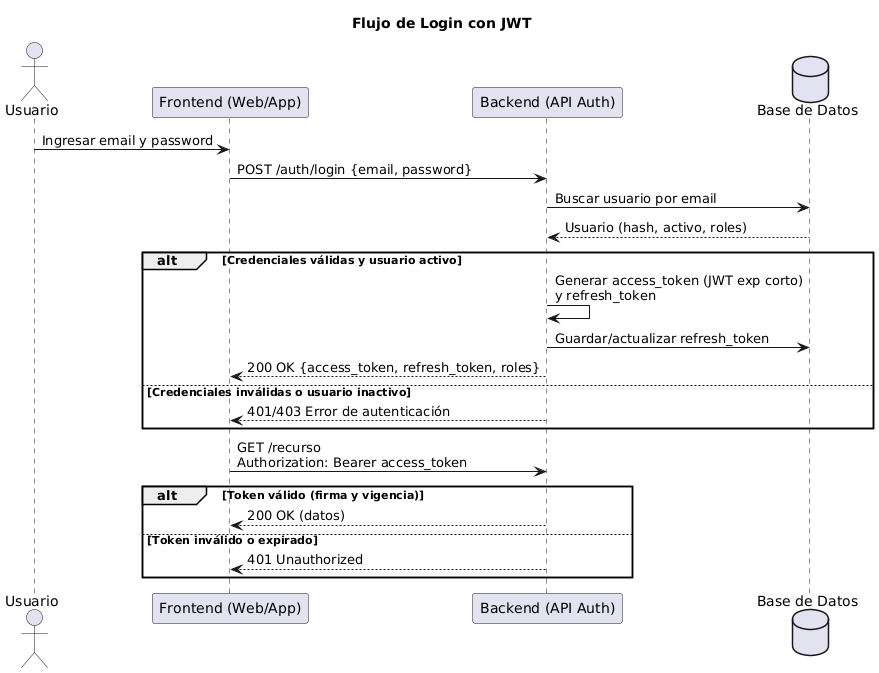 Flujo de Login con JWT
Usuario
Frontend (Web/App)
Backend (API Auth)
Base de Datos
Ingresar email y password
POST /auth/login {email, password}
Buscar usuario por email
Usuario (hash, activo, roles)
alt
[Credenciales válidas y usuario activo]
Generar access_token (JWT exp corto)
y refresh_token
Guardar/actualizar refresh_token
200 OK {access_token, refresh_token, roles}
[Credenciales inválidas o usuario inactivo]
401/403 Error de autenticación
GET /recurso
Authorization: Bearer access_token
alt
[Token válido (firma y vigencia)]
200 OK (datos)
[Token inválido o expirado]
401 Unauthorized
Usuario
Frontend (Web/App)
Backend (API Auth)
Base de Datos